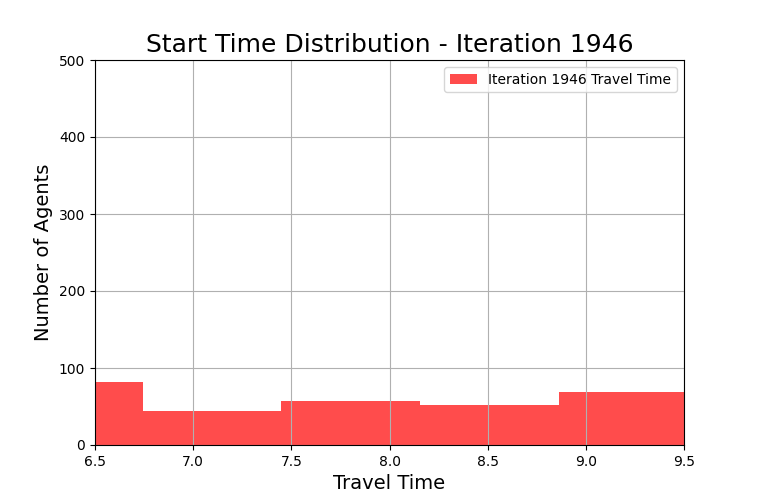 Start Time Distribution - Iteration 1946
Iteration 1946 Travel Time
Number of Agents
500
400
300
200
100
0
6.5 7.0 7.5 8.0 8.5 9.0 9.5
Travel Time